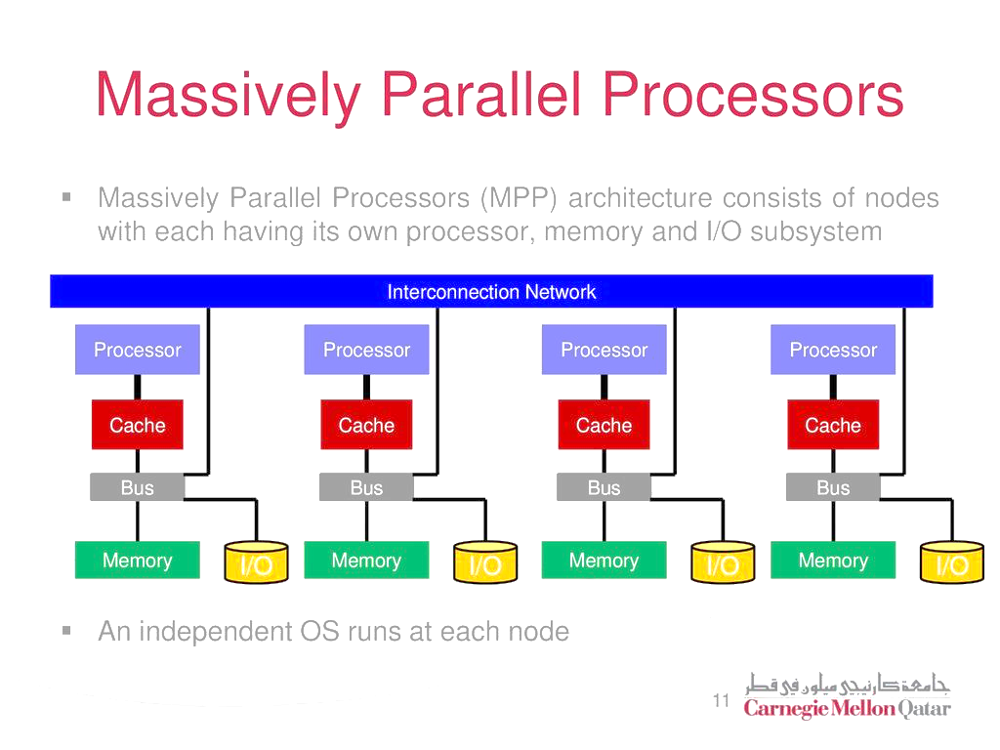 Massively Parallel Processors
▪ Massively Parallel Processors (MPP) architecture consists of nodes
with each having its own processor, memory and I/O subsystem
Interconnection Network
Processor Processor Processor Processor
Cache Cache Cache Cache
Bus Bus Bus Bus
Memory I/O Memory I/O Memory I/O Memory I/O
▪ An independent OS runs at each node
جامعة كارنيجي ميلون في قطر
11
Carnegie Mellon Qatar